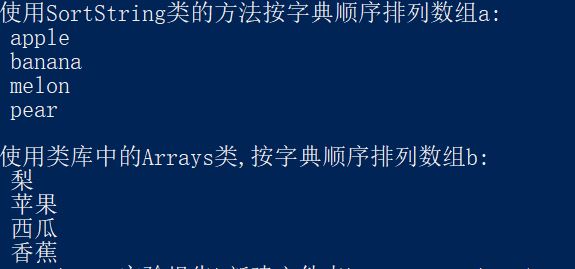 使用SortString类的方法按字典顺序排列数组a:
apple
banana
melon
pear
使用类库中的Arrays类,按字典顺序排列数组b:
梨
苹果
西瓜
香蕉